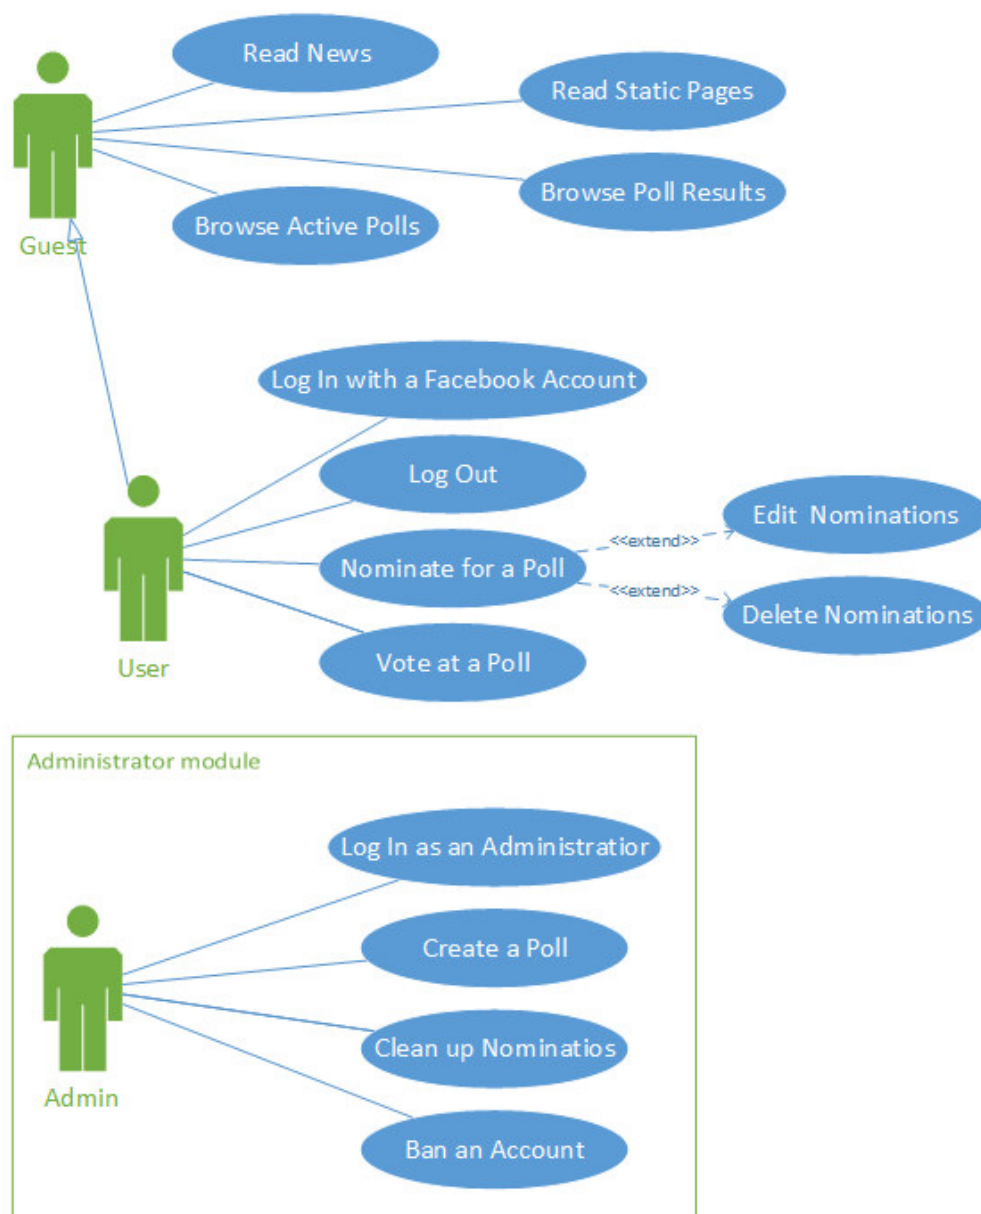 Read News
Read Static Pages
Browse Poll Results
Browse Active Polls
Guest
Log In with a Facebook Account
Log Out
Edit Nominations
<<extend>>
Nominate for a Poll
<<extend>>
Delete Nominations
Vote at a Poll
User
Administrator module
Log In as an Administratior
Create a Poll
Clean up Nominatios
Admin
Ban an Account